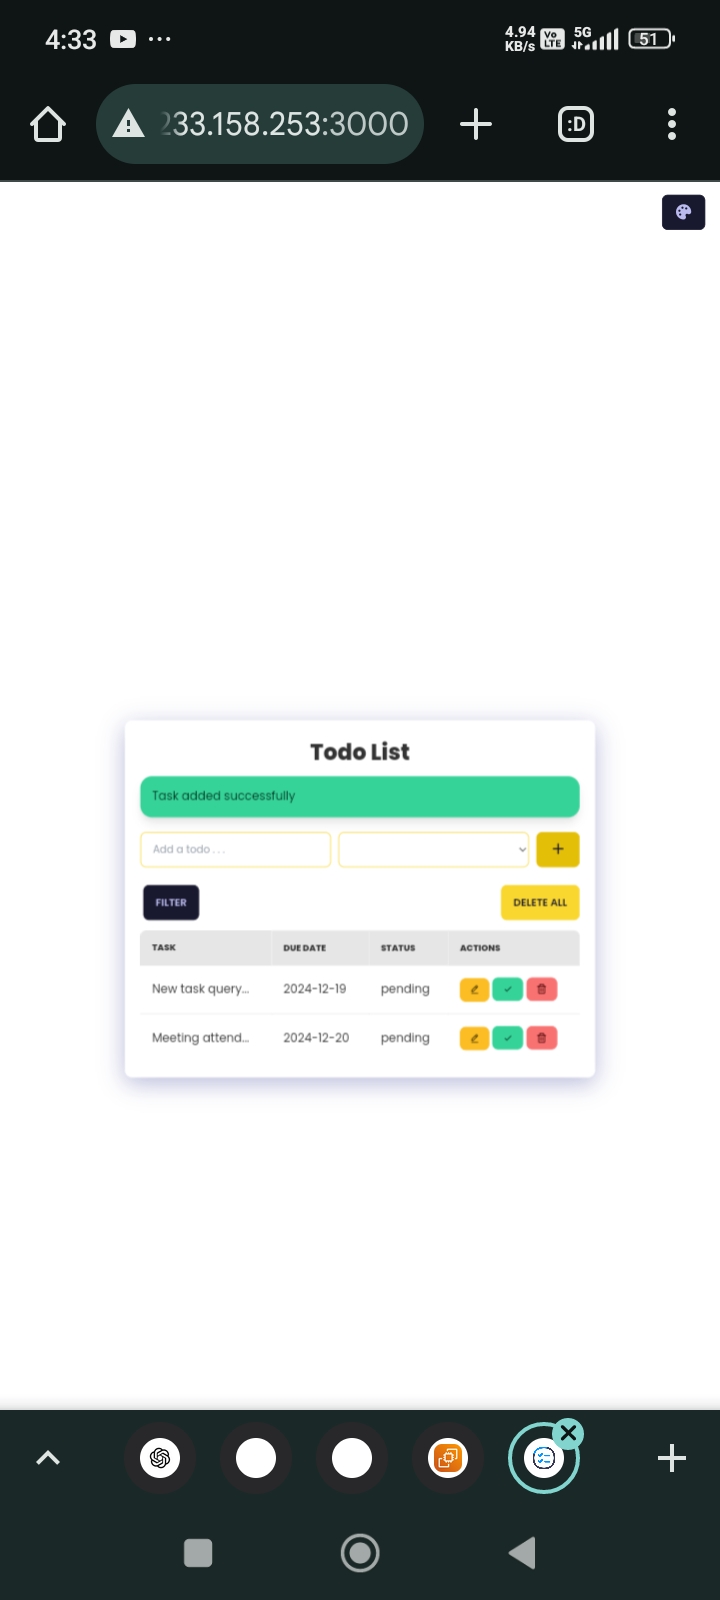 4:33 ... 4.94 KB/s Vo LTE 5G 51
233.158.253:3000 :D
Todo List
Task added successfully
Add a todo . . . +
FILTER DELETE ALL
TASK DUE DATE STATUS ACTIONS
New task query... 2024-12-19 pending
Meeting attend... 2024-12-20 pending